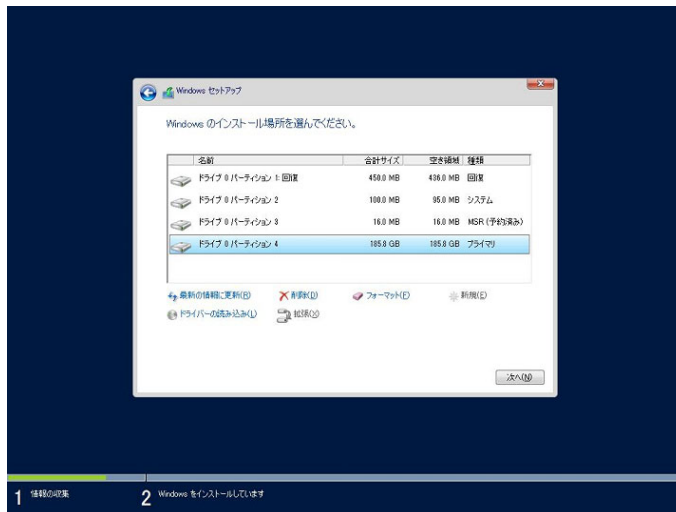 Windows セットアップ
Windows のインストール場所を選んでください。
名前 合計サイズ 空き領域 種類
ドライブ 0 パーティション 1: 回復 450.0 MB 436.0 MB 回復
ドライブ 0 パーティション 2 100.0 MB 95.0 MB システム
ドライブ 0 パーティション 3 16.0 MB 16.0 MB MSR (予約済み)
ドライブ 0 パーティション 4 185.8 GB 185.8 GB プライマリ
最新の情報に更新(R) 削除(D) フォーマット(F) 新規(E)
ドライバーの読み込み(L) 拡張(X)
次へ(N)
1 情報の収集 2 Windows をインストールしています